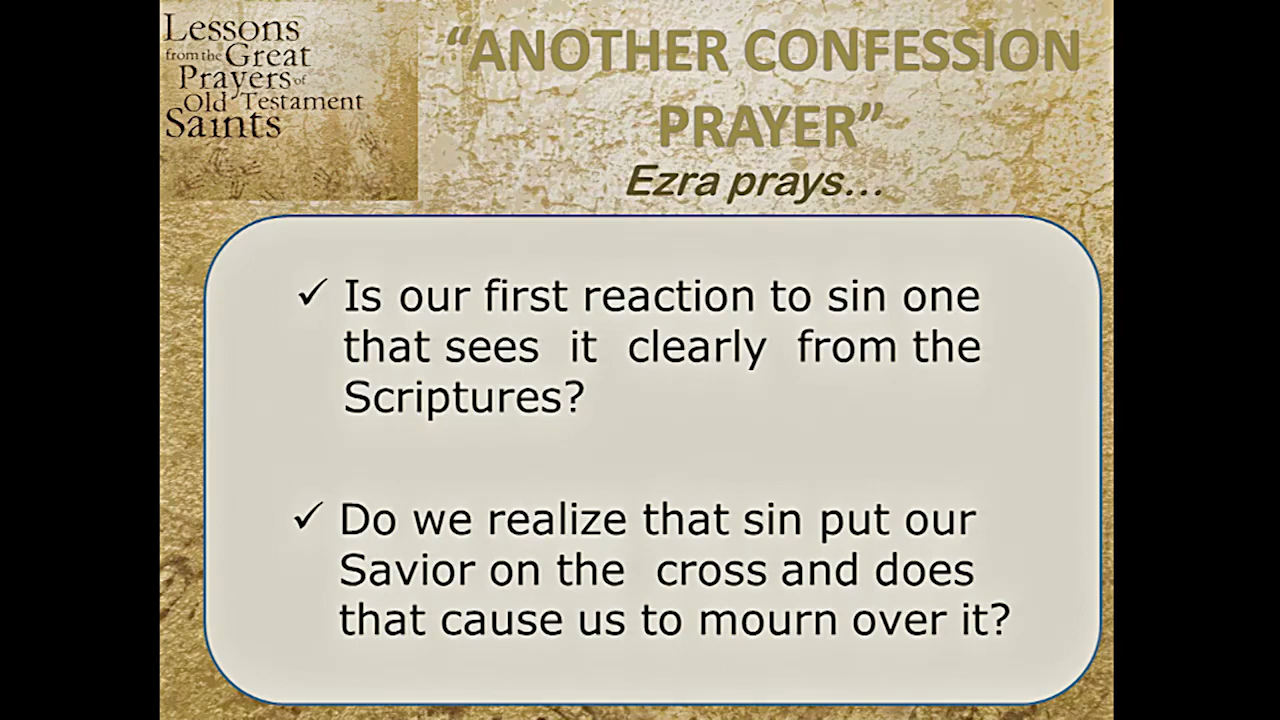 Lessons
from the Great
Prayers of
Old Testament
Saints
“ANOTHER CONFESSION
PRAYER”
Ezra prays...
✓ Is our first reaction to sin one
that sees it clearly from the
Scriptures?
✓ Do we realize that sin put our
Savior on the cross and does
that cause us to mourn over it?